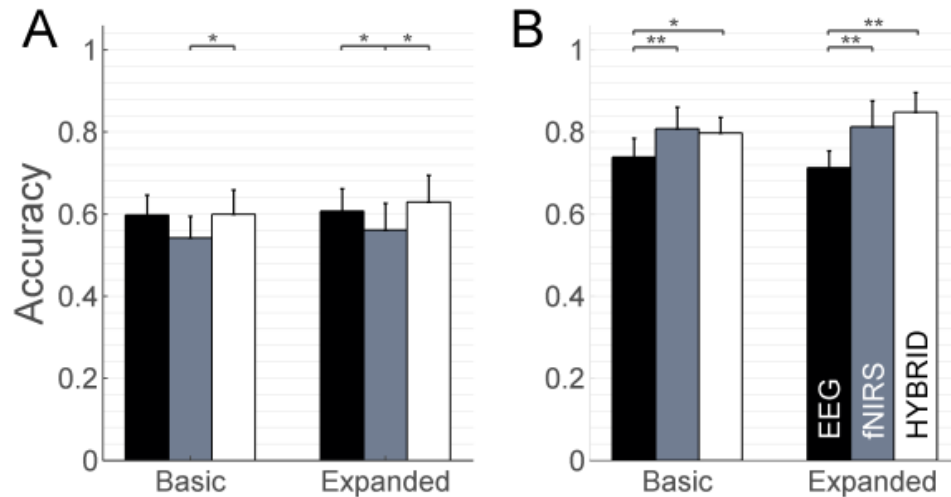 A
B
* * * * ** ** **
1 1
0.8 0.8
0.6 0.6
0.4 0.4
0.2 0.2
0 0
Accuracy
EEG
fNIRS
HYBRID
Basic Expanded Basic Expanded